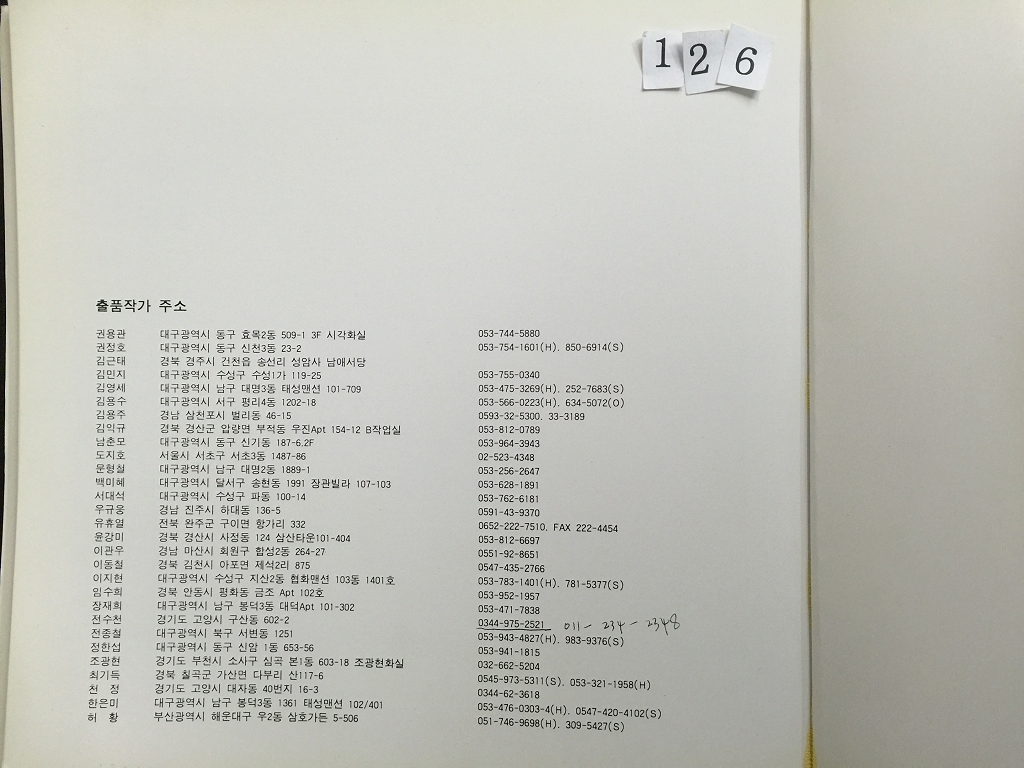 126
출품작가 주소
권용관 대구광역시 동구 효목2동 509-1 3F 시각화실 053-744-5880
권정호 대구광역시 동구 신천3동 23-2 053-754-1601(H). 850-6914(S)
김근태 경북 경주시 건천읍 송선리 성암사 남애서당
김민지 대구광역시 수성구 수성1가 119-25 053-755-0340
김영세 대구광역시 남구 대명3동 태성맨션 101-709 053-475-3269(H). 252-7683(S)
김용수 대구광역시 서구 평리4동 1202-18 053-566-0223(H). 634-5072(O)
김용주 경남 삼천포시 벌리동 46-15 0593-32-5300. 33-3189
김익규 경북 경산군 압량면 부적동 우진Apt 154-12 B작업실 053-812-0789
남춘모 대구광역시 동구 신기동 187-6.2F 053-964-3943
도지호 서울시 서초구 서초3동 1487-86 02-523-4348
문형철 대구광역시 남구 대명2동 1889-1 053-256-2647
백미혜 대구광역시 달서구 송현동 1991 장관빌라 107-103 053-628-1891
서대석 대구광역시 수성구 파동 100-14 053-762-6181
우규웅 경남 진주시 하대동 136-5 0591-43-9370
유휴열 전북 완주군 구이면 항가리 332 0652-222-7510. FAX 222-4454
윤강미 경북 경산시 사정동 124 삼산타운101-404 053-812-6697
이관우 경남 마산시 회원구 합성2동 264-27 0551-92-8651
이동철 경북 김천시 아포면 제석2리 875 0547-435-2766
이지현 대구광역시 수성구 지산2동 협화맨션 103동 1401호 053-783-1401(H). 781-5377(S)
임수희 경북 안동시 평화동 금조 Apt 102호 053-952-1957
장재희 대구광역시 남구 봉덕3동 대덕Apt 101-302 053-471-7838
전수천 경기도 고양시 구산동 602-2 0344-975-2521 011-234-2348
전종철 대구광역시 북구 서변동 1251 053-943-4827(H). 983-9376(S)
정한섭 대구광역시 동구 신암 1동 653-56 053-941-1815
조광현 경기도 부천시 소사구 심곡 본1동 603-18 조광현화실 032-662-5204
최기득 경북 칠곡군 가산면 다부리 산117-6 0545-973-5311(S). 053-321-1958(H)
천 정 경기도 고양시 대자동 40번지 16-3 0344-62-3618
한은미 대구광역시 남구 봉덕3동 1361 태성맨션 102/401 053-476-0303-4(H). 0547-420-4102(S)
허 황 부산광역시 해운대구 우2동 삼호가든 5-506 051-746-9698(H). 309-5427(S)